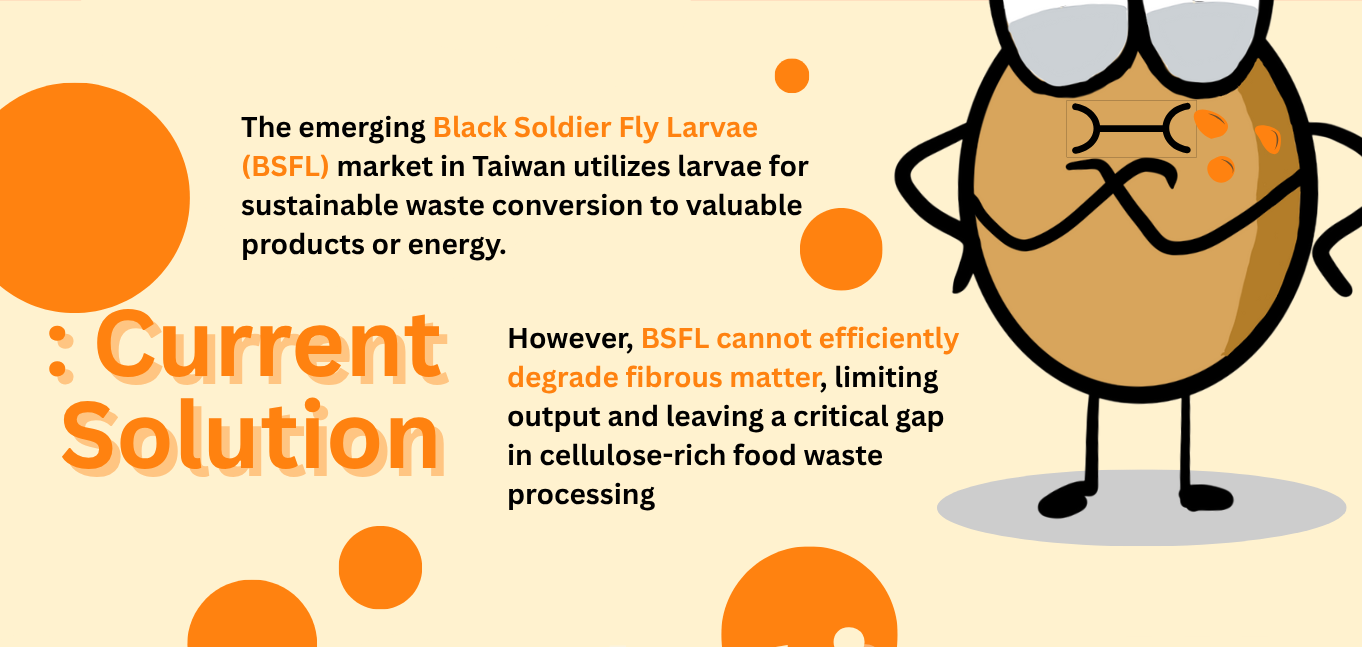 The emerging Black Soldier Fly Larvae
(BSFL) market in Taiwan utilizes larvae for
sustainable waste conversion to valuable
products or energy.
: Current
Solution
However, BSFL cannot efficiently
degrade fibrous matter, limiting
output and leaving a critical gap
in cellulose-rich food waste
processing